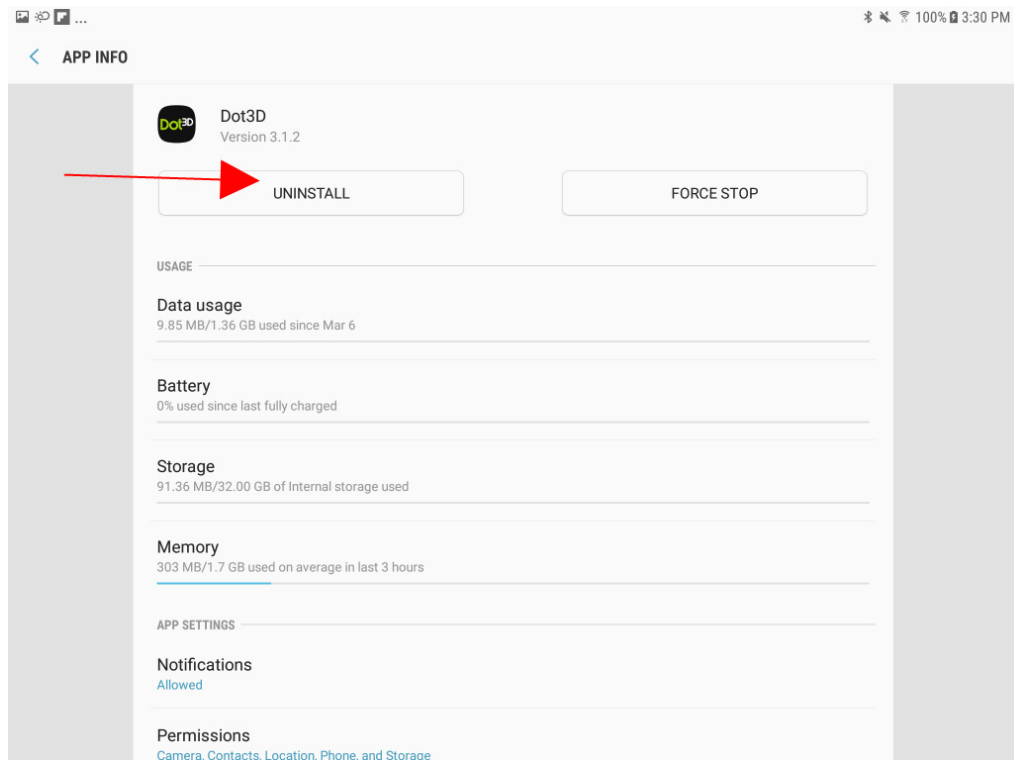 ... 100% 3:30 PM
APP INFO
Dot3D
Dot3D
Version 3.1.2
UNINSTALL FORCE STOP
USAGE
Data usage
9.85 MB/1.36 GB used since Mar 6
Battery
0% used since last fully charged
Storage
91.36 MB/32.00 GB of Internal storage used
Memory
303 MB/1.7 GB used on average in last 3 hours
APP SETTINGS
Notifications
Allowed
Permissions
Camera, Contacts, Location, Phone, and Storage